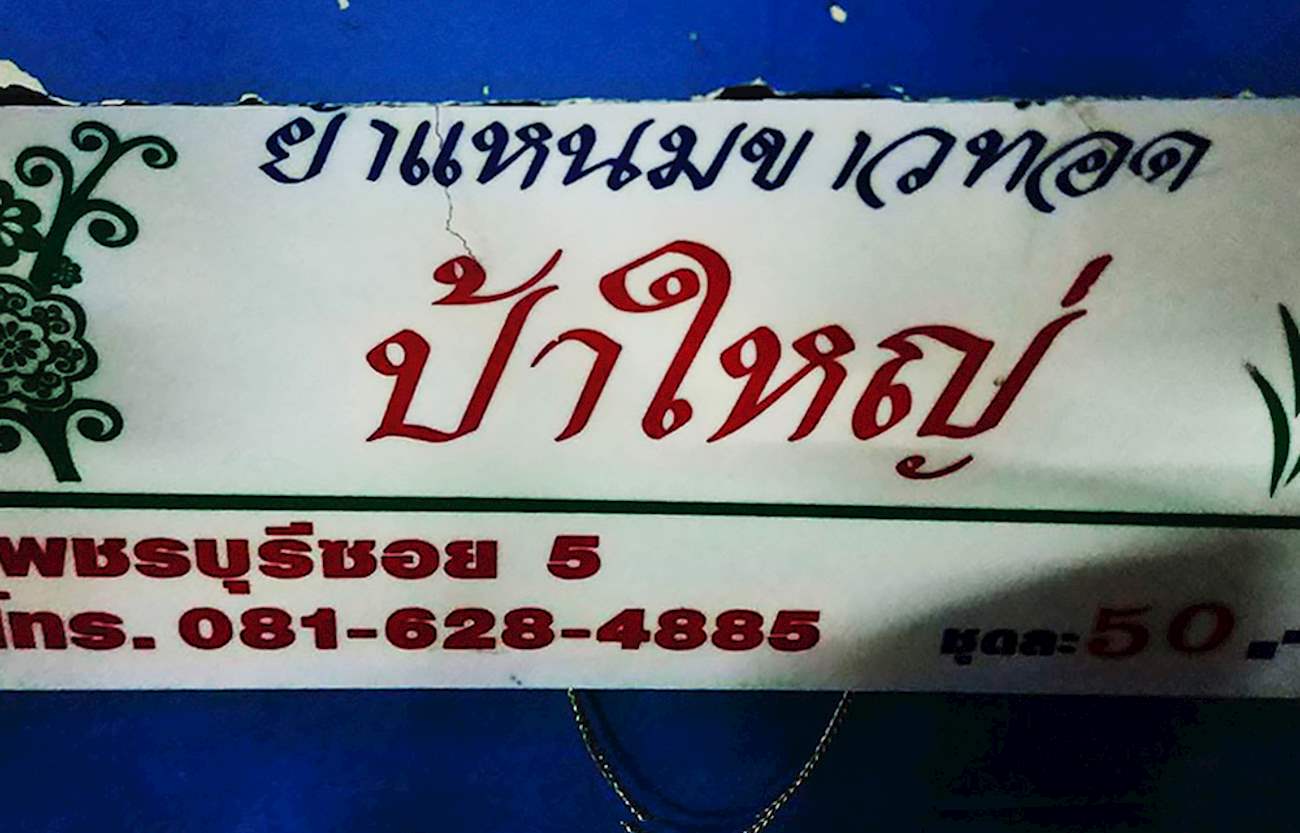 ยำแหนมขาวทอด
ป้าใหญ่
เพชรบุรีซอย 5
โทร. 081-628-4885
ชุดละ 50.-